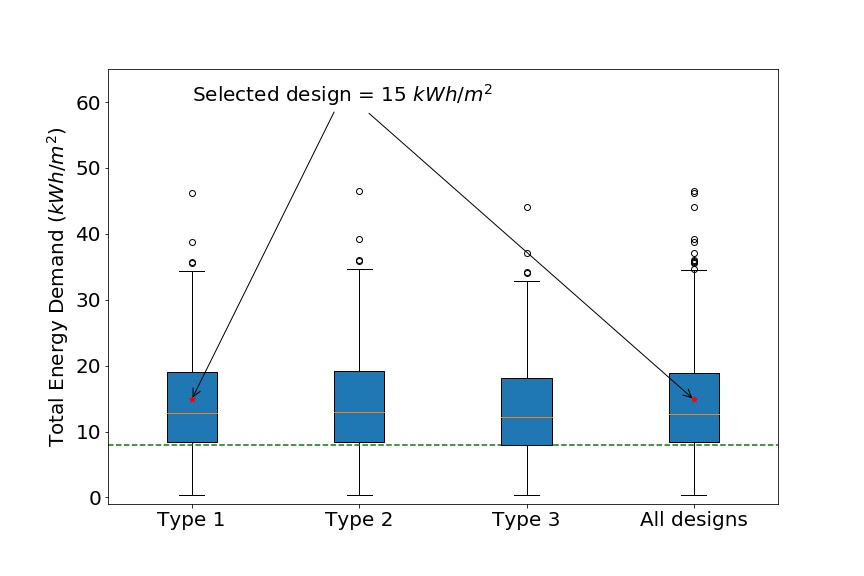 Selected design = 15 kWh/m²
Total Energy Demand (kWh/m²)
60
50
40
30
20
10
0
Type 1 Type 2 Type 3 All designs